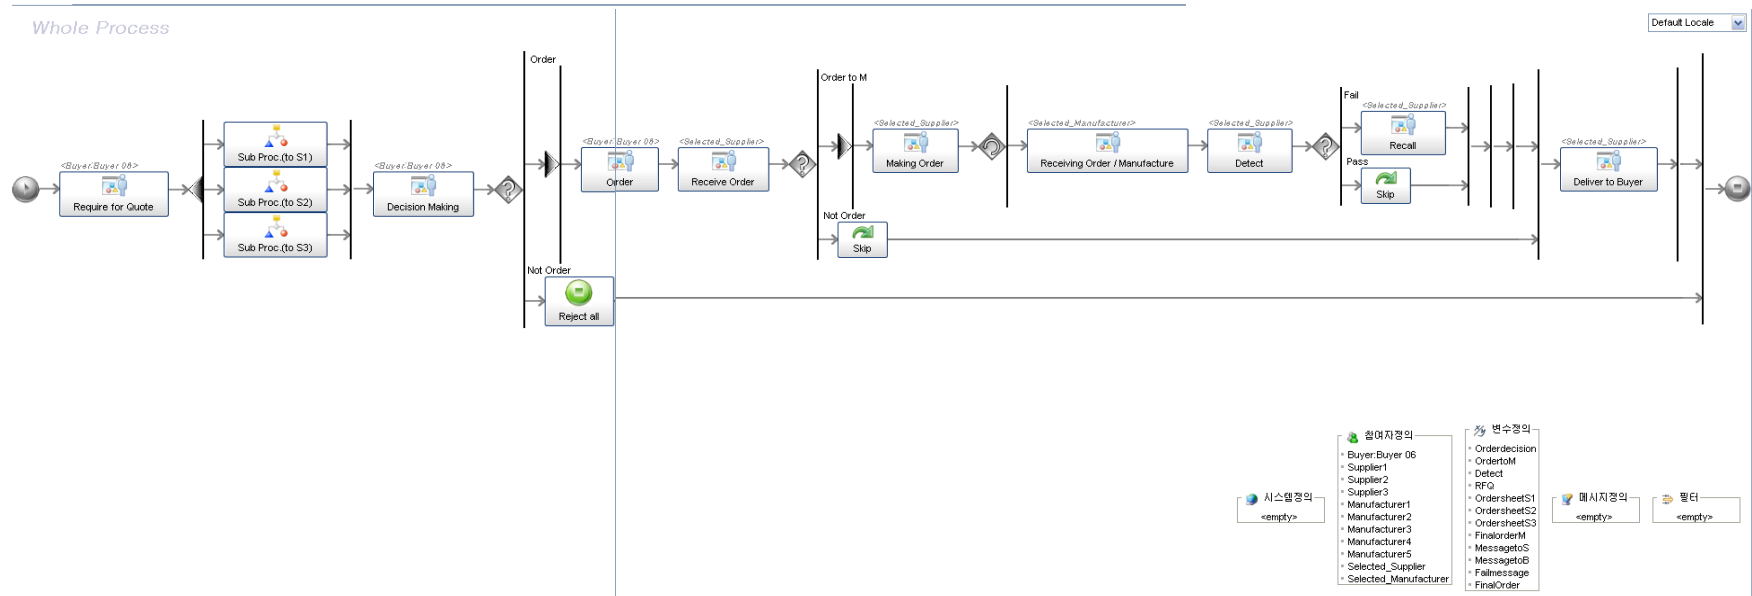 Whole Process
Default Locale
<Buyer:Buyer 06>
Require for Quote
Sub Proc.(to S1)
Sub Proc.(to S2)
Sub Proc.(to S3)
<Buyer:Buyer 06>
Decision Making
Order
<Buyer:Buyer 06>
Order
<Selected_Supplier>
Receive Order
Not Order
Reject all
Order to M
<Selected_Supplier>
Making Order
<Selected_Manufacturer>
Receiving Order / Manufacture
<Selected_Supplier>
Detect
Fail
<Selected_Supplier>
Recall
Pass
Skip
Not Order
Skip
<Selected_Supplier>
Deliver to Buyer
시스템정의
<empty>
참여자정의
Buyer:Buyer 06
Supplier1
Supplier2
Supplier3
Manufacturer1
Manufacturer2
Manufacturer3
Manufacturer4
Manufacturer5
Selected_Supplier
Selected_Manufacturer
변수정의
Orderdecision
OrdertoM
Detect
RFQ
OrdersheetS1
OrdersheetS2
OrdersheetS3
FinalorderM
MessagetoS
MessagetoB
Failmessage
FinalOrder
메시지정의
<empty>
필터
<empty>